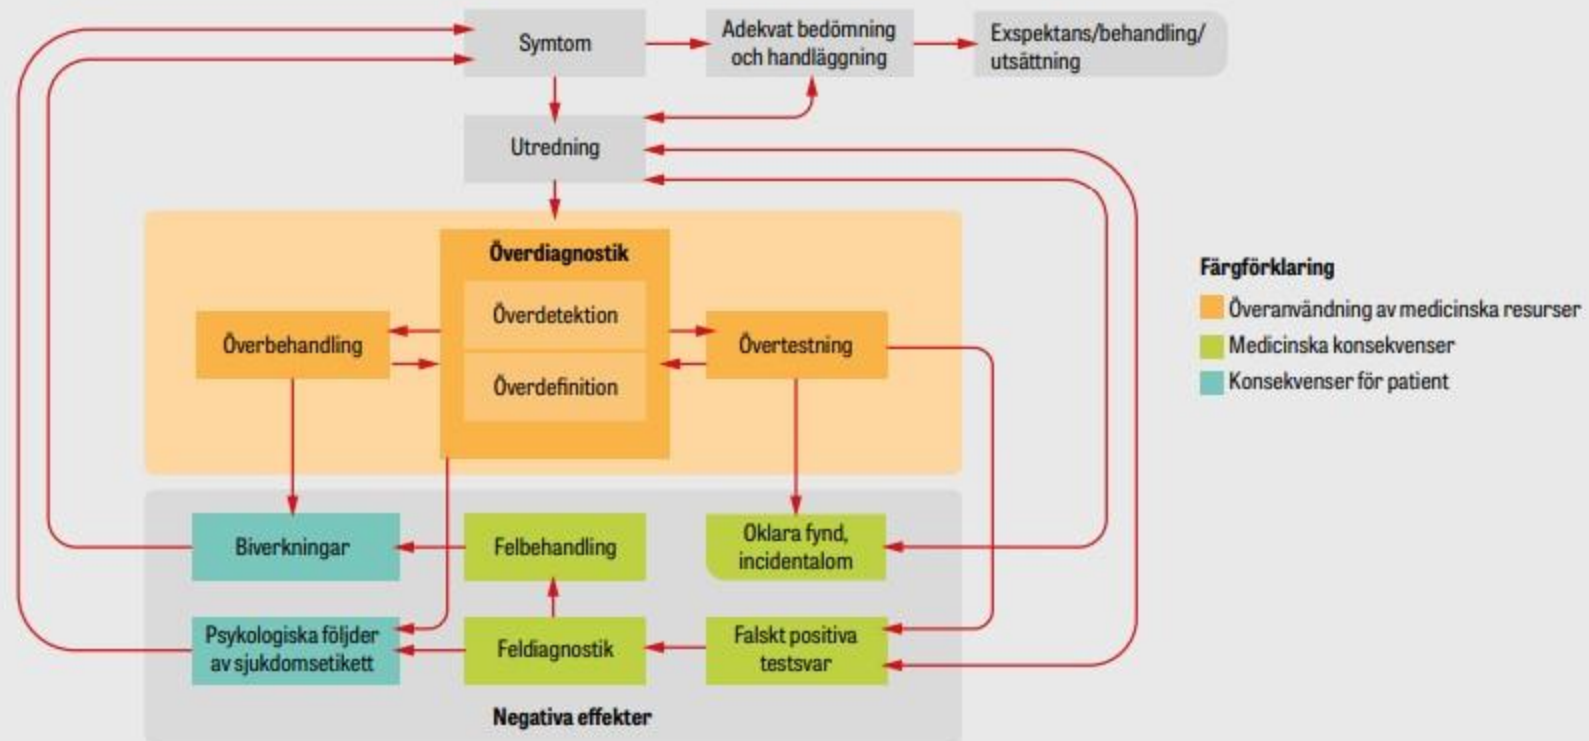 Symtom
Adekvat bedömning
och handläggning
Exspektans/behandling/
utsättning
Utredning
Överdiagnostik
Överdetektion
Överdefinition
Överbehandling
Övertestning
Färgförklaring
Överanvändning av medicinska resurser
Medicinska konsekvenser
Konsekvenser för patient
Biverkningar
Felbehandling
Oklara fynd,
incidentalom
Psykologiska följder
av sjukdomsetikett
Feldiagnostik
Falskt positiva
testsvar
Negativa effekter